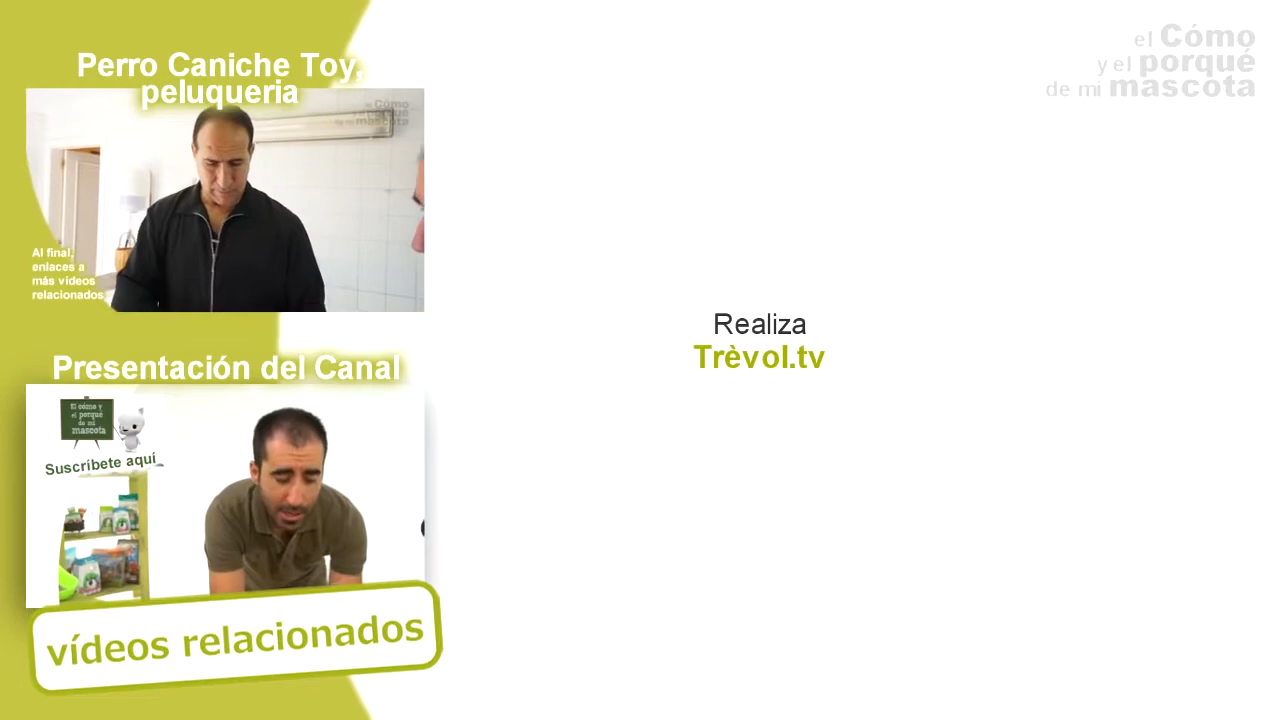 Perro Caniche Toy,
peluqueria
el Cómo
y el porqué
de mi mascota
Al final,
enlaces a
más vídeos
relacionados
Realiza
Trèvol.tv
Presentación del Canal
El cómo y
el porqué
de mi
mascota
Suscríbete aquí
vídeos relacionados